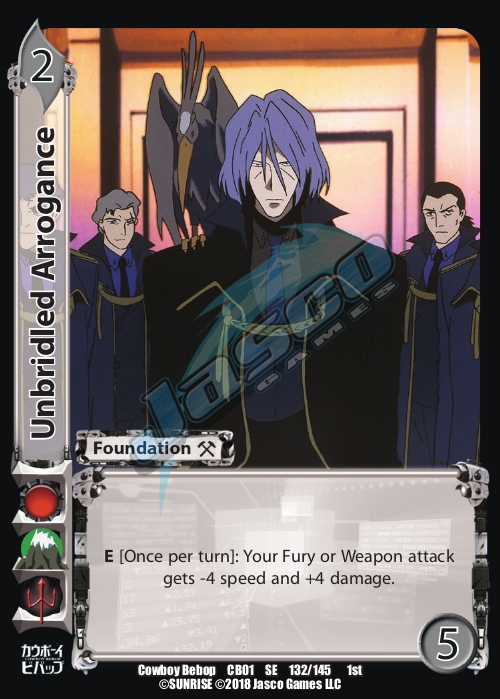 2
Unbridled Arrogance
Jasco
GAMES
Foundation
E [Once per turn]: Your Fury or Weapon attack
gets -4 speed and +4 damage.
5
カウボーイ
ビバップ
Cowboy Bebop CB01 SE 132/145 1st
©SUNRISE ©2018 Jasco Games LLC